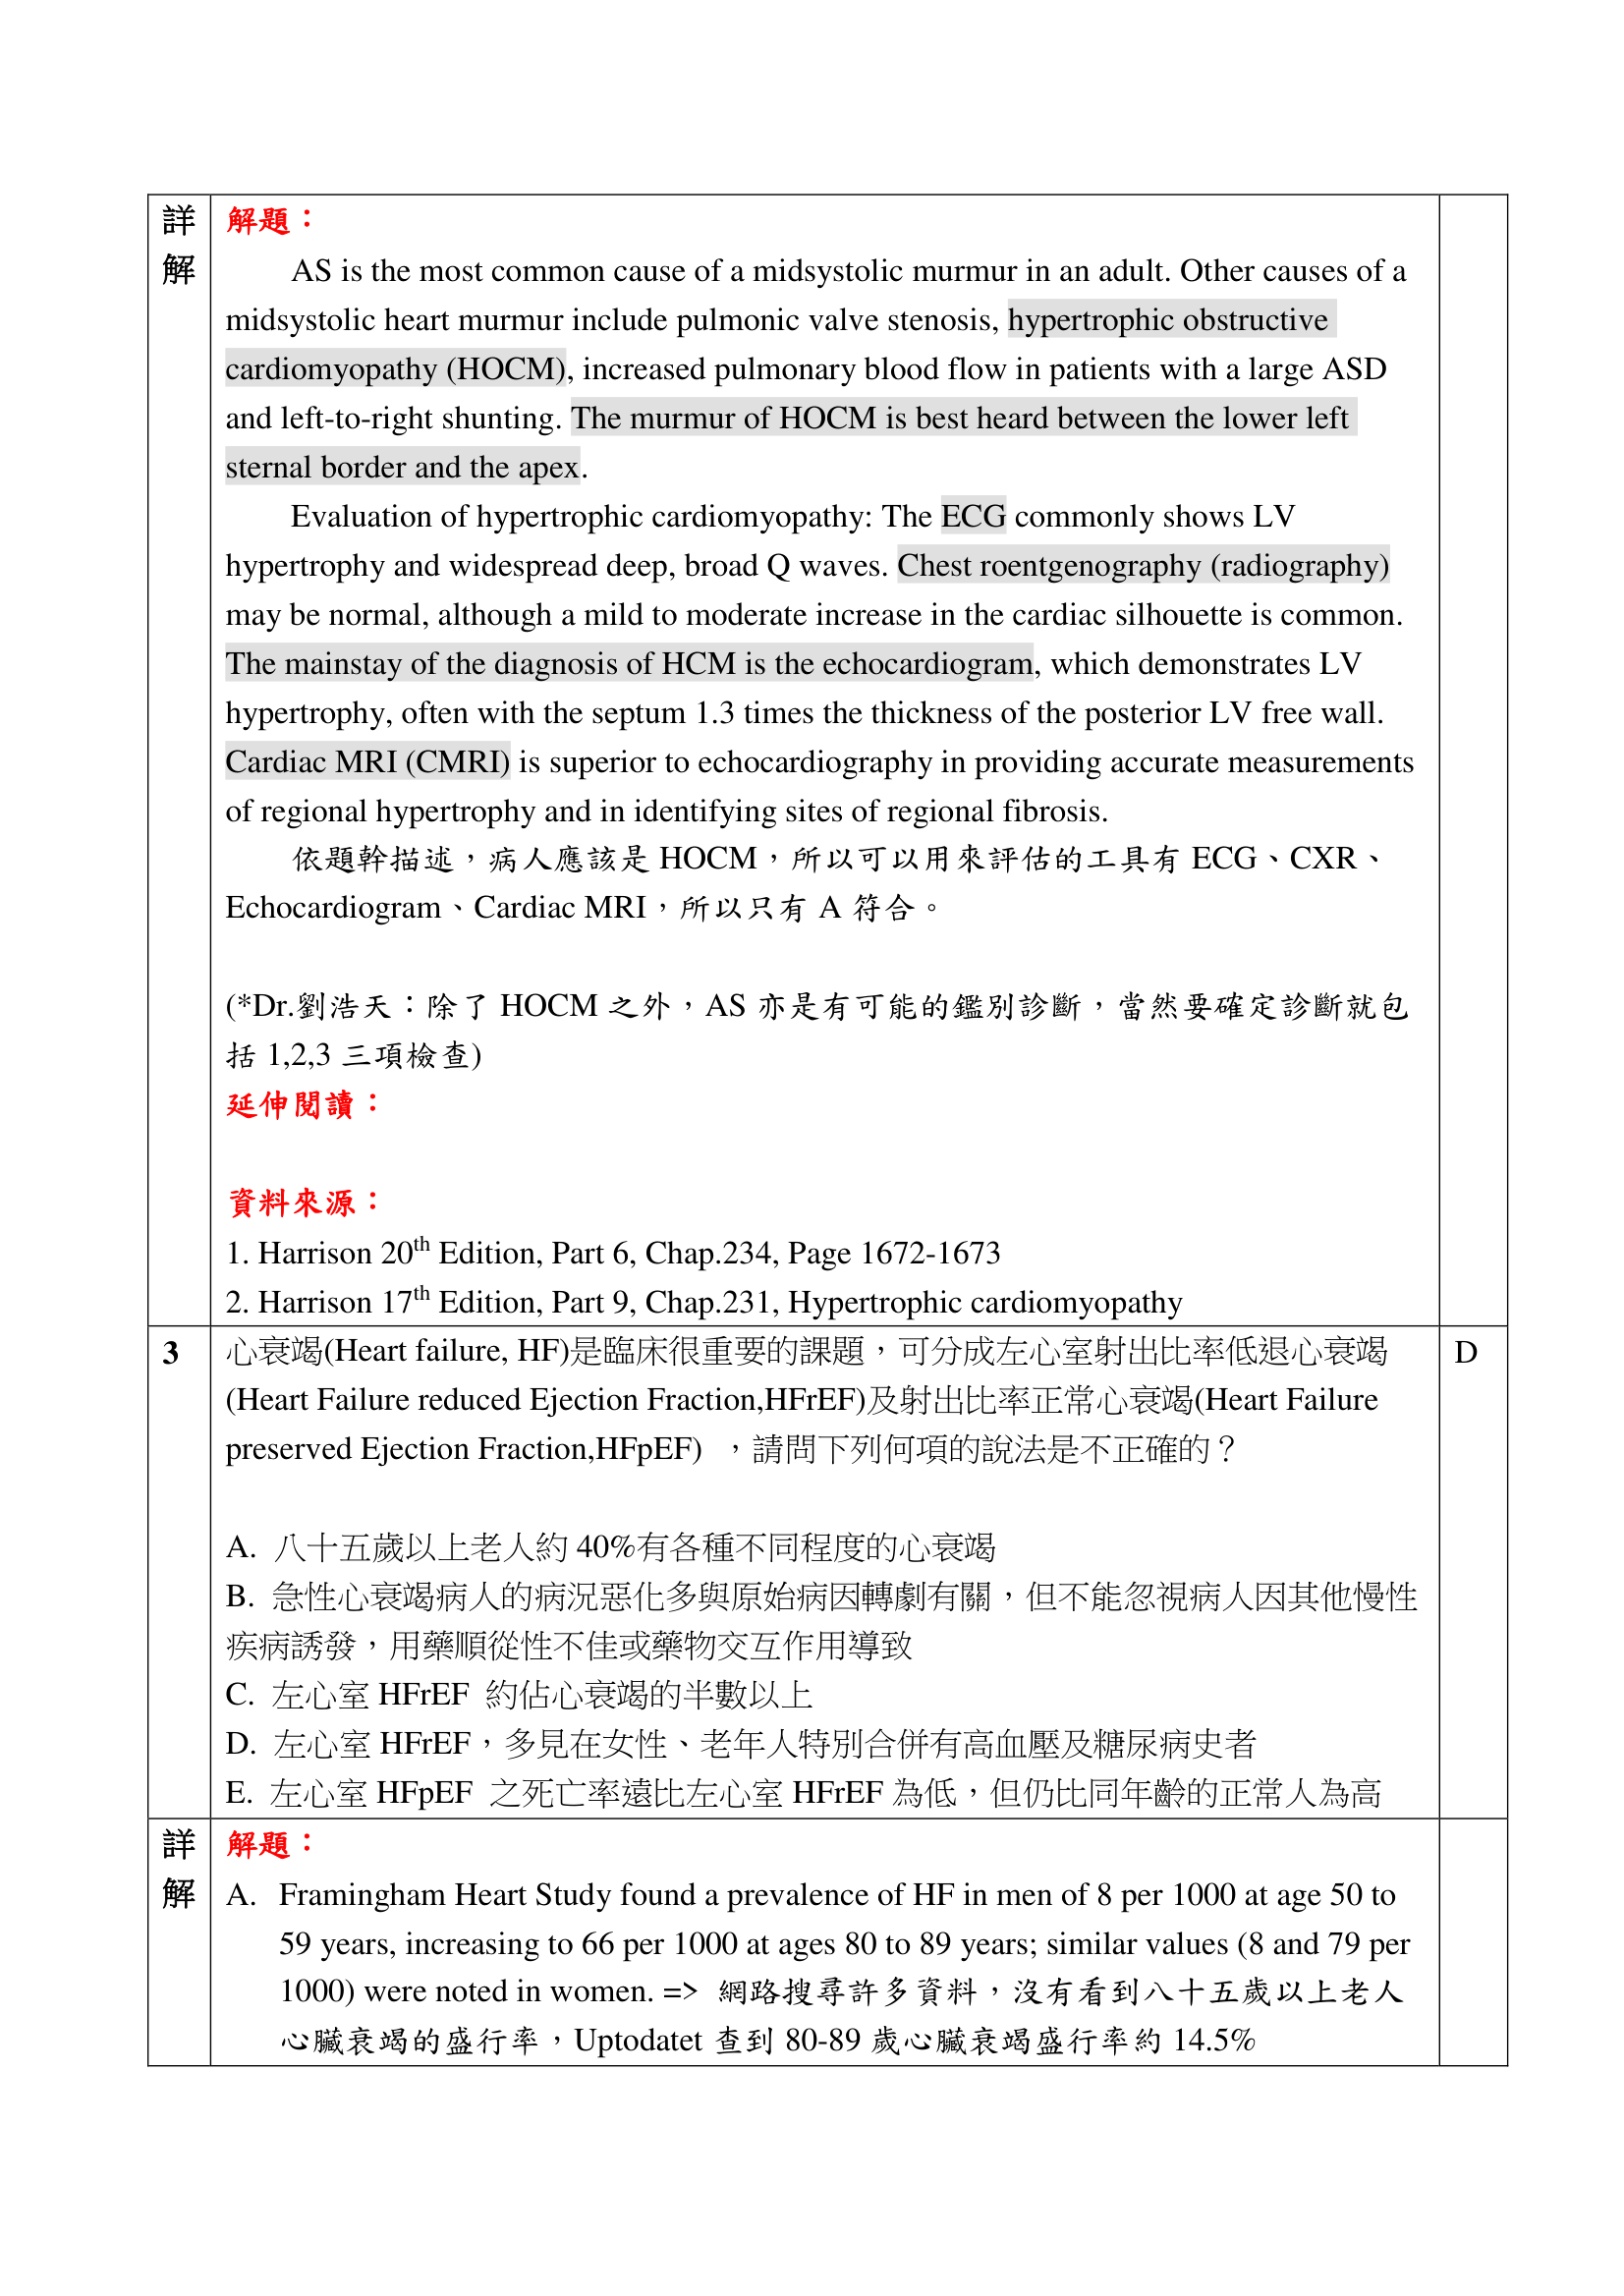 詳解
解題：
AS is the most common cause of a midsystolic murmur in an adult. Other causes of a
midsystolic heart murmur include pulmonic valve stenosis, hypertrophic obstructive
cardiomyopathy (HOCM), increased pulmonary blood flow in patients with a large ASD
and left-to-right shunting. The murmur of HOCM is best heard between the lower left
sternal border and the apex.
Evaluation of hypertrophic cardiomyopathy: The ECG commonly shows LV
hypertrophy and widespread deep, broad Q waves. Chest roentgenography (radiography)
may be normal, although a mild to moderate increase in the cardiac silhouette is common.
The mainstay of the diagnosis of HCM is the echocardiogram, which demonstrates LV
hypertrophy, often with the septum 1.3 times the thickness of the posterior LV free wall.
Cardiac MRI (CMRI) is superior to echocardiography in providing accurate measurements
of regional hypertrophy and in identifying sites of regional fibrosis.
依題幹描述，病人應該是 HOCM，所以可以用來評估的工具有 ECG、CXR、
Echocardiogram、Cardiac MRI，所以只有 A 符合。
(*Dr.劉浩天：除了 HOCM 之外，AS 亦是有可能的鑑別診斷，當然要確定診斷就包
括 1,2,3 三項檢查)
延伸閱讀：
資料來源：
1. Harrison 20th Edition, Part 6, Chap.234, Page 1672-1673
2. Harrison 17th Edition, Part 9, Chap.231, Hypertrophic cardiomyopathy
3
心衰竭(Heart failure, HF)是臨床很重要的課題，可分成左心室射出比率低退心衰竭
(Heart Failure reduced Ejection Fraction,HFrEF)及射出比率正常心衰竭(Heart Failure
preserved Ejection Fraction,HFpEF) ，請問下列何項的說法是不正確的？
D
A. 八十五歲以上老人約 40%有各種不同程度的心衰竭
B. 急性心衰竭病人的病況惡化多與原始病因轉劇有關，但不能忽視病人因其他慢性
疾病誘發，用藥順從性不佳或藥物交互作用導致
C. 左心室 HFrEF 約佔心衰竭的半數以上
D. 左心室 HFrEF，多見在女性、老年人特別合併有高血壓及糖尿病史者
E. 左心室 HFpEF 之死亡率遠比左心室 HFrEF 為低，但仍比同年齡的正常人為高
詳解
解題：
A. Framingham Heart Study found a prevalence of HF in men of 8 per 1000 at age 50 to
59 years, increasing to 66 per 1000 at ages 80 to 89 years; similar values (8 and 79 per
1000) were noted in women. => 網路搜尋許多資料，沒有看到八十五歲以上老人
心臟衰竭的盛行率，Uptodatet 查到 80-89 歲心臟衰竭盛行率約 14.5%